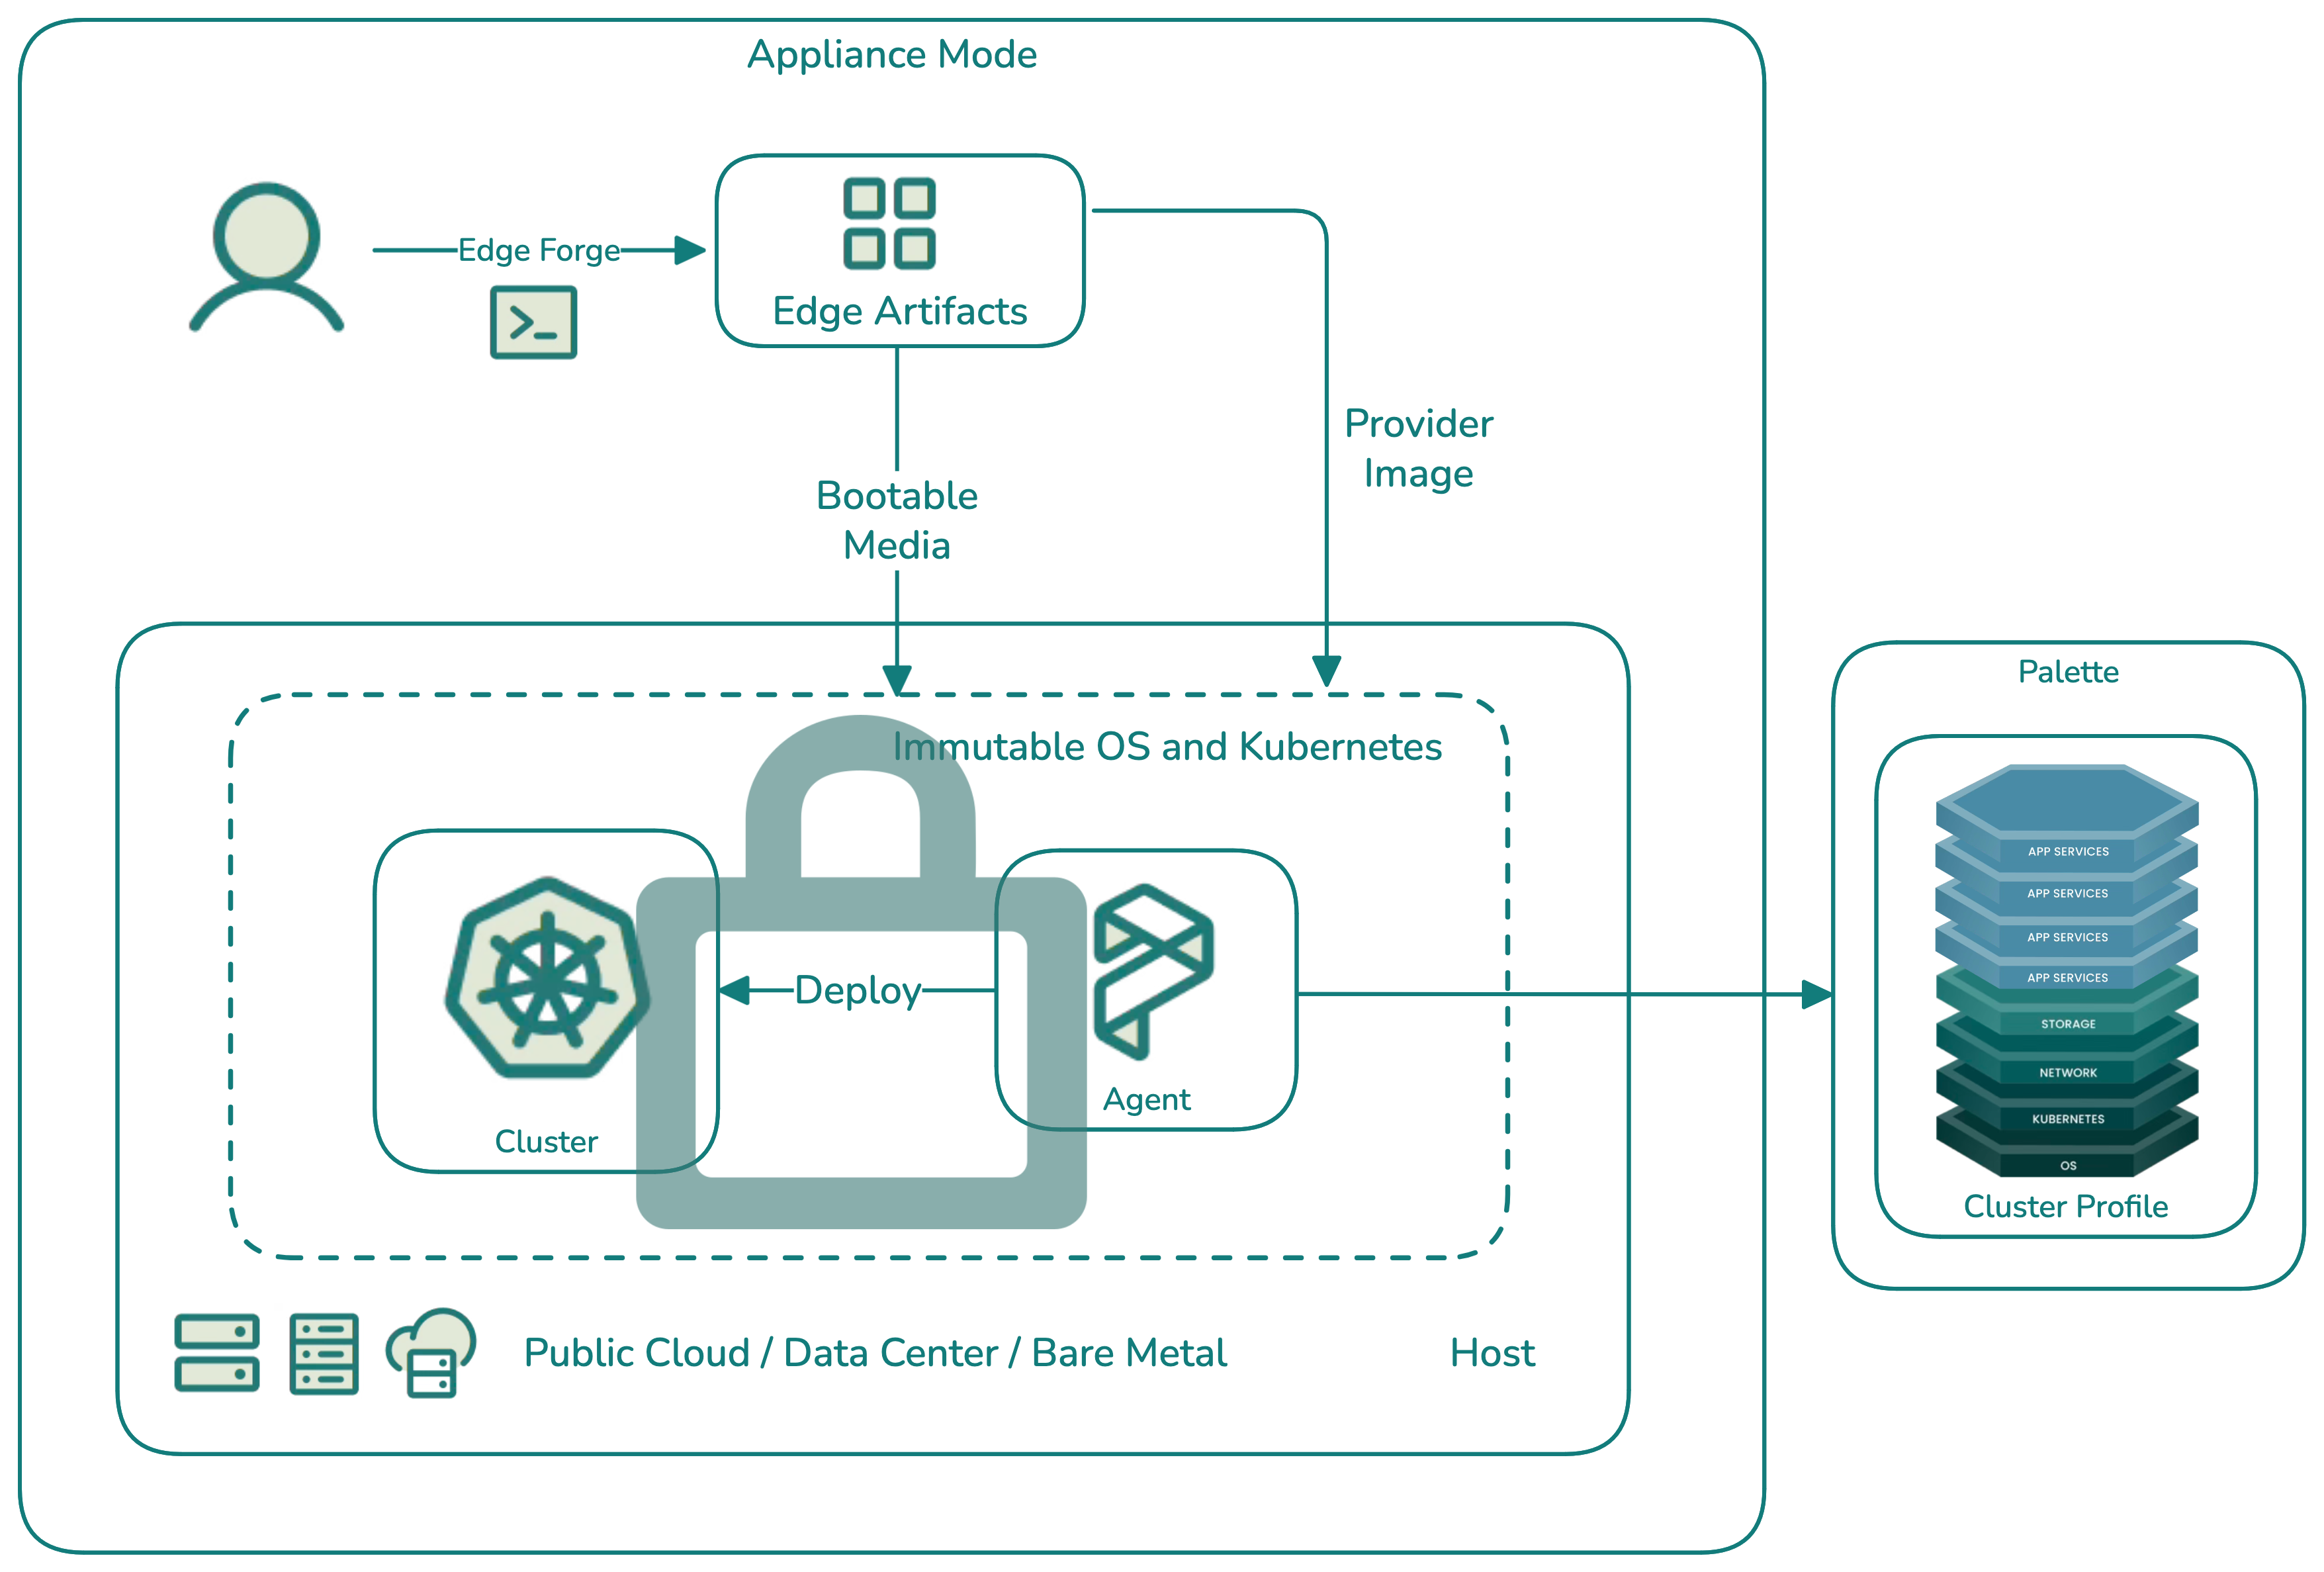 Appliance Mode
Edge Forge
Edge Artifacts
Provider
Image
Bootable
Media
Immutable OS and Kubernetes
Deploy
Cluster
Agent
Public Cloud / Data Center / Bare Metal
Host
Palette
APP SERVICES
APP SERVICES
APP SERVICES
APP SERVICES
STORAGE
NETWORK
KUBERNETES
OS
Cluster Profile